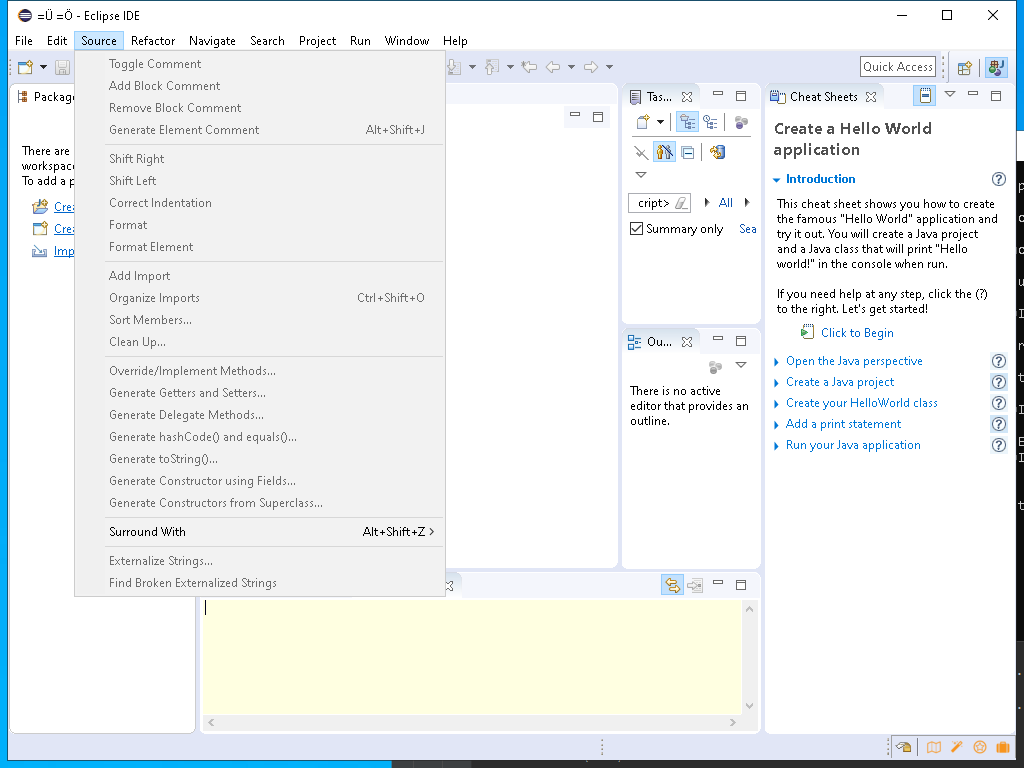 =Ü =Ö - Eclipse IDE
File Edit Source Refactor Navigate Search Project Run Window Help
Quick Access
Toggle Comment
Add Block Comment
Remove Block Comment
Generate Element Comment Alt+Shift+J
Shift Right
Shift Left
Correct Indentation
Format
Format Element
Add Import
Organize Imports Ctrl+Shift+O
Sort Members...
Clean Up...
Override/Implement Methods...
Generate Getters and Setters...
Generate Delegate Methods...
Generate hashCode() and equals()...
Generate toString()...
Generate Constructor using Fields...
Generate Constructors from Superclass...
Surround With Alt+Shift+Z
Externalize Strings...
Find Broken Externalized Strings
Packag
There are
workspac
To add a p
Crea
Crea
Imp
Tas...
cript> All
Summary only Sea
Ou...
There is no active
editor that provides an
outline.
Cheat Sheets
Create a Hello World
application
Introduction
This cheat sheet shows you how to create
the famous "Hello World" application and
try it out. You will create a Java project
and a Java class that will print "Hello
world!" in the console when run.
If you need help at any step, click the (?)
to the right. Let's get started!
Click to Begin
Open the Java perspective
Create a Java project
Create your HelloWorld class
Add a print statement
Run your Java application